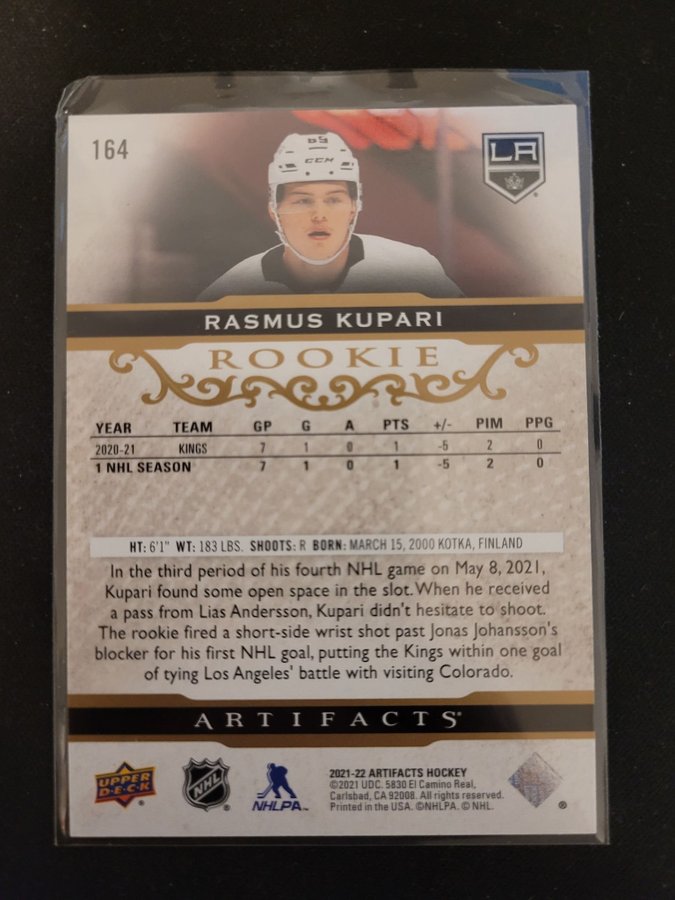 164
89
CCM
LA
RASMUS KUPARI
ROOKIE
YEAR TEAM GP G A PTS +/- PIM PPG
2020-21 KINGS 7 1 0 1 -5 2 0
1 NHL SEASON 7 1 0 1 -5 2 0
HT: 6'1" WT: 183 LBS. SHOOTS: R BORN: MARCH 15, 2000 KOTKA, FINLAND
In the third period of his fourth NHL game on May 8, 2021,
Kupari found some open space in the slot. When he received
a pass from Lias Andersson, Kupari didn't hesitate to shoot.
The rookie fired a short-side wrist shot past Jonas Johansson's
blocker for his first NHL goal, putting the Kings within one goal
of tying Los Angeles' battle with visiting Colorado.
ARTIFACTS®
UPPER
D·E·C·K ®
NHL ®
NHLPA™
2021-22 ARTIFACTS HOCKEY
©2021 UDC. 5830 El Camino Real,
Carlsbad, CA 92008. All rights reserved.
Printed in the USA. ©NHLPA. © NHL.
®